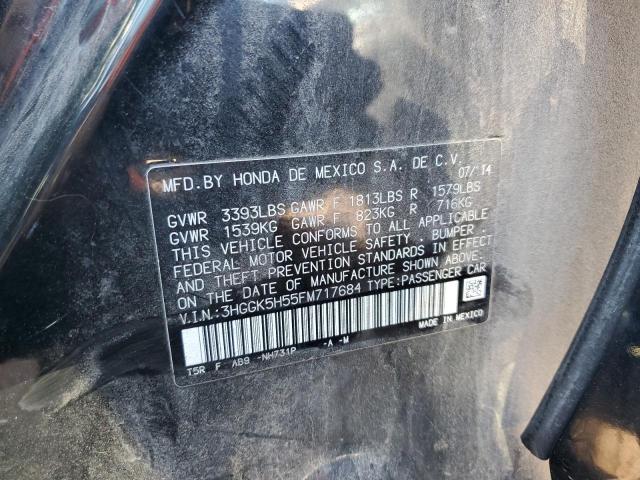 MFD.BY HONDA DE MEXICO S.A. DE C.V.
07/14
GVWR 3393LBS GAWR F 1813LBS R 1579LBS
GVWR 1539KG GAWR F 823KG R 716KG
THIS VEHICLE CONFORMS TO ALL APPLICABLE
FEDERAL MOTOR VEHICLE SAFETY, BUMPER,
AND THEFT PREVENTION STANDARDS IN EFFECT
ON THE DATE OF MANUFACTURE SHOWN ABOVE.
V.I.N.:3HGGK5H55FM717684 TYPE:PASSENGER CAR
MADE IN MEXICO
T5R F AB9 -NH731P -A -M